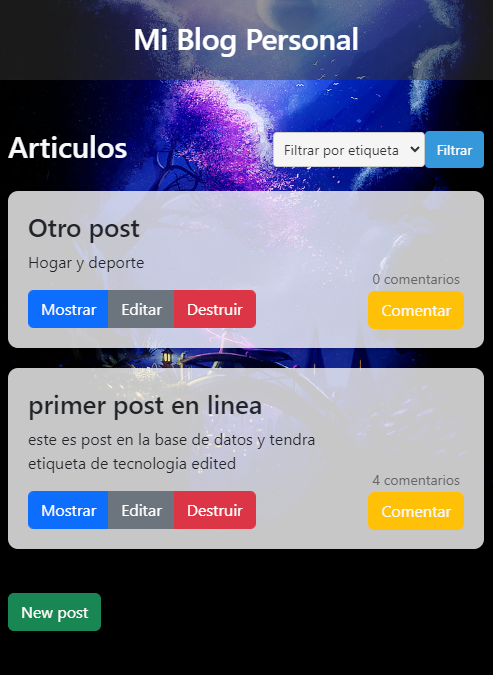 Mi Blog Personal
Articulos
Filtrar por etiqueta Filtrar
Otro post
Hogar y deporte
0 comentarios
Mostrar Editar Destruir Comentar
primer post en linea
este es post en la base de datos y tendra
etiqueta de tecnologia edited
4 comentarios
Mostrar Editar Destruir Comentar
New post